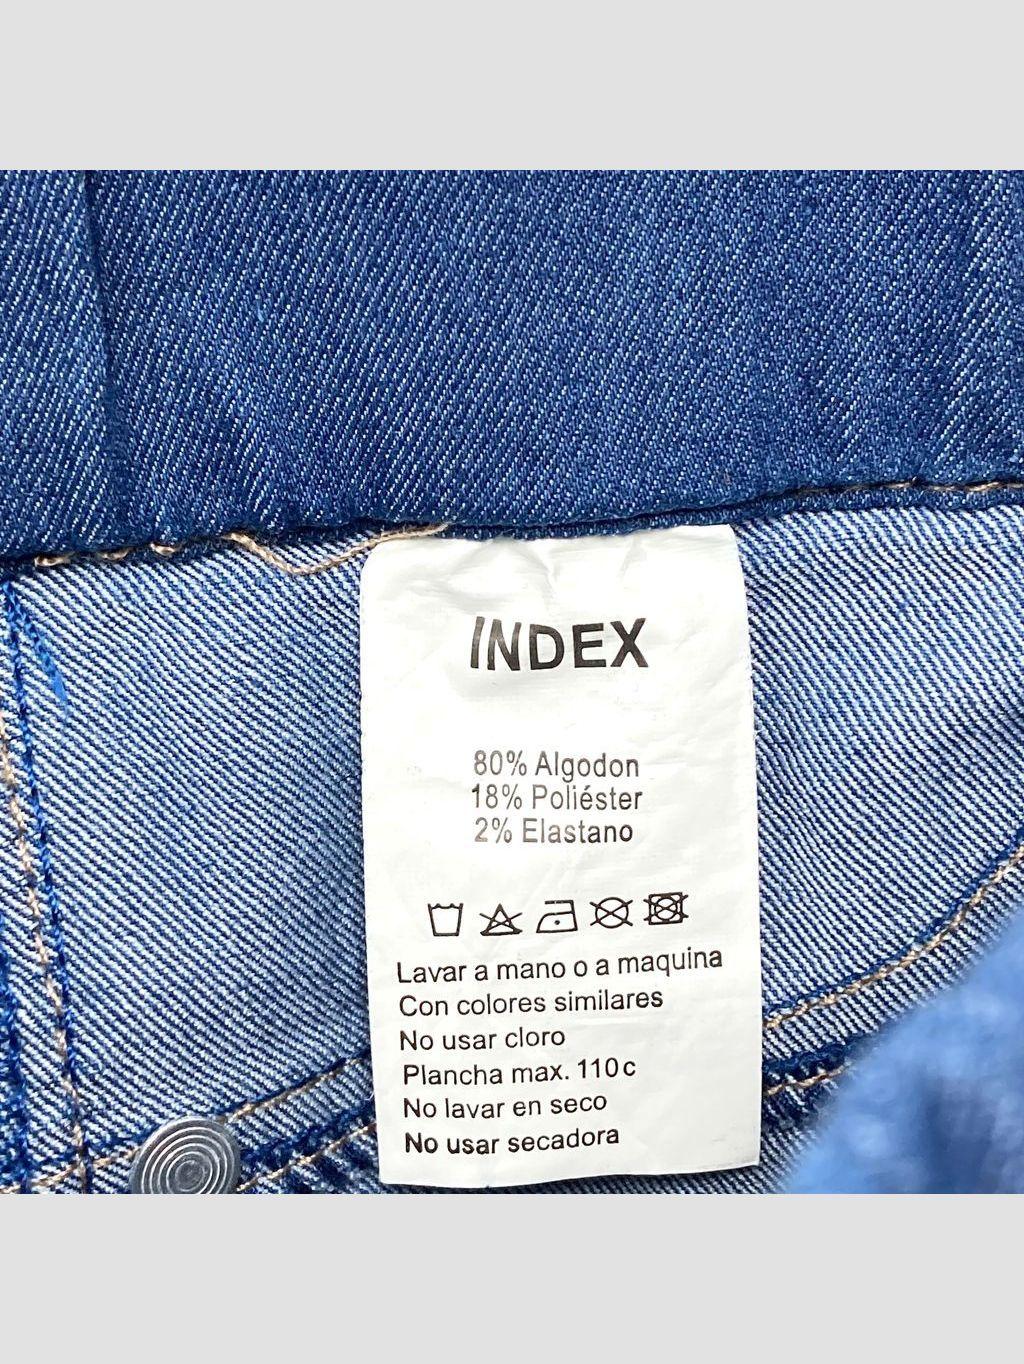 INDEX
80% Algodon
18% Poliéster
2% Elastano
Lavar a mano o a maquina
Con colores similares
No usar cloro
Plancha max. 110c
No lavar en seco
No usar secadora